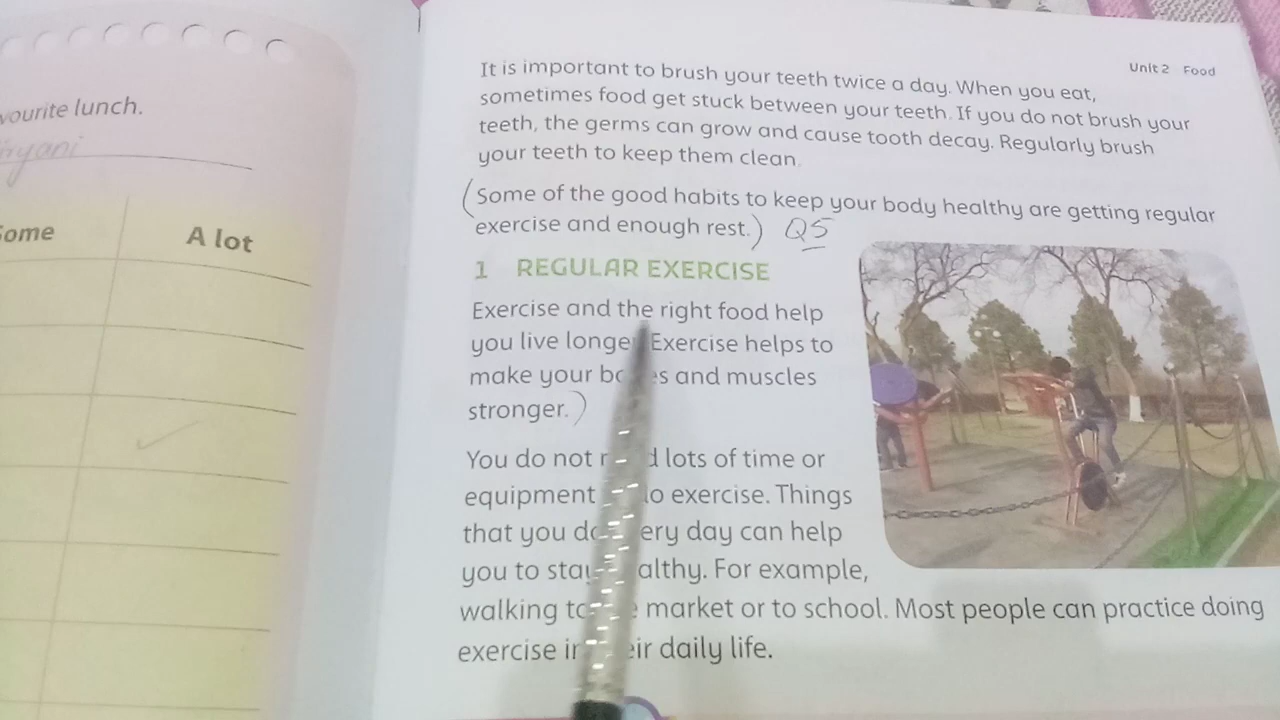 vourite lunch.
ome
A lot
Unit 2 Food
It is important to brush your teeth twice a day. When you eat,
sometimes food get stuck between your teeth. If you do not brush your
teeth, the germs can grow and cause tooth decay. Regularly brush
your teeth to keep them clean.
(Some of the good habits to keep your body healthy are getting regular
exercise and enough rest.) Q5
1 REGULAR EXERCISE
Exercise and the right food help
you live longer Exercise helps to
make your bo es and muscles
stronger.)
You do not d lots of time or
equipment o exercise. Things
that you do ery day can help
you to stay althy. For example,
walking to market or to school. Most people can practice doing
exercise in eir daily life.